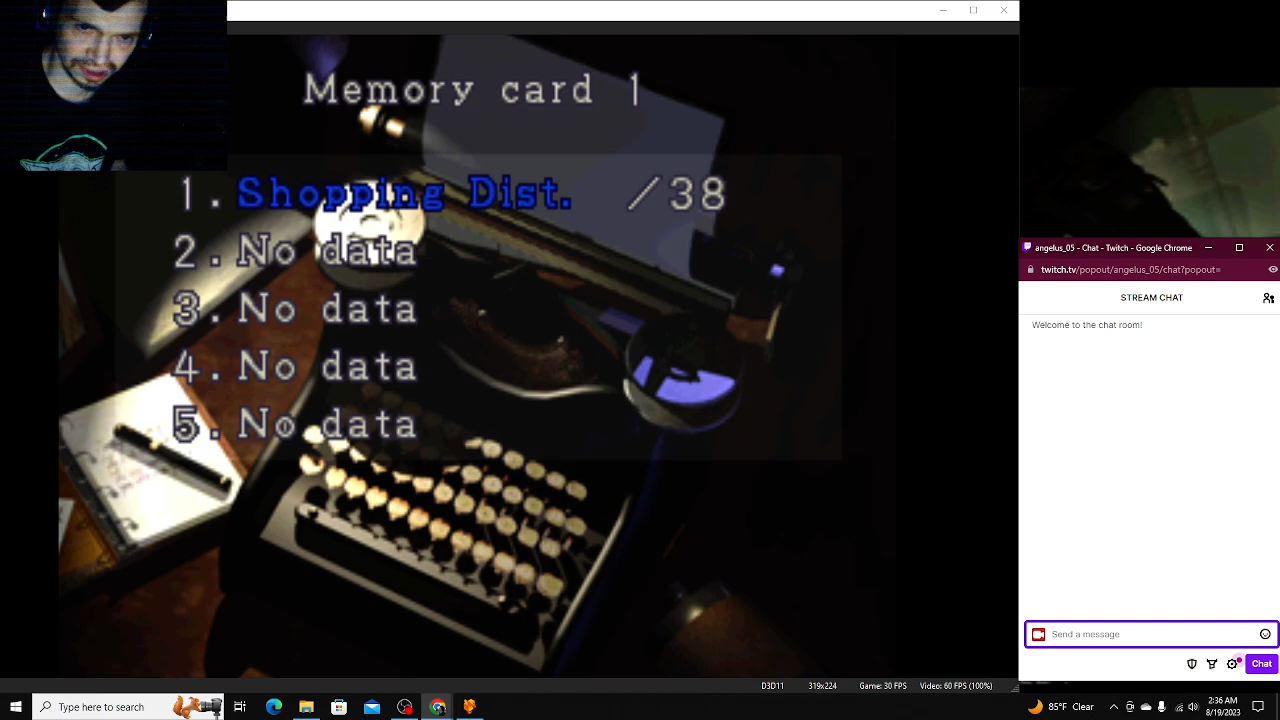 Memory card 1
1. Shopping Dist. /38
2. No data
3. No data
4. No data
5. No data
D3D11 319x224 Game: 30 FPS Video: 60 FPS (100%)
angelus_05 - Chat - Twitch - Google Chrome
twitch.tv/popout/angelus_05/chat?popout=
STREAM CHAT
Welcome to the chat room!
Send a message
Chat
Type here to search
85°F Clear
2:36 AM
8/19/2023